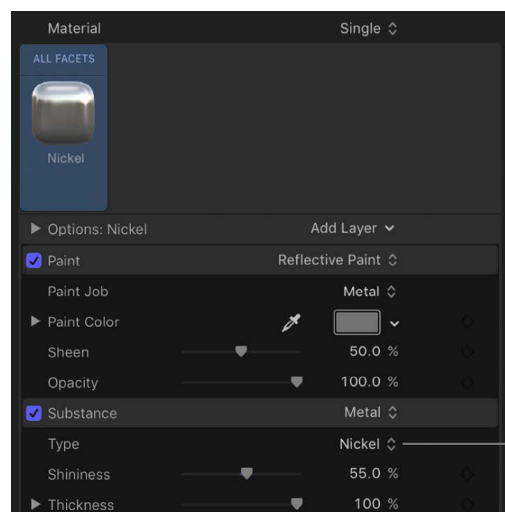 Material Single
ALL FACETS
Nickel
Options: Nickel Add Layer
Paint Reflective Paint
Paint Job Metal
Paint Color
Sheen 50.0 %
Opacity 100.0 %
Substance Metal
Type Nickel
Shininess 55.0 %
Thickness 100 %